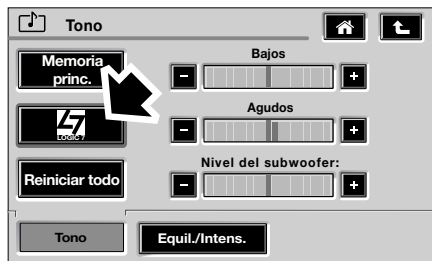 Tono
Memoria
princ.
LOGIC 7
Reiniciar todo
Bajos
- +
Agudos
- +
Nivel del subwoofer:
- +
Tono
Equil./Intens.